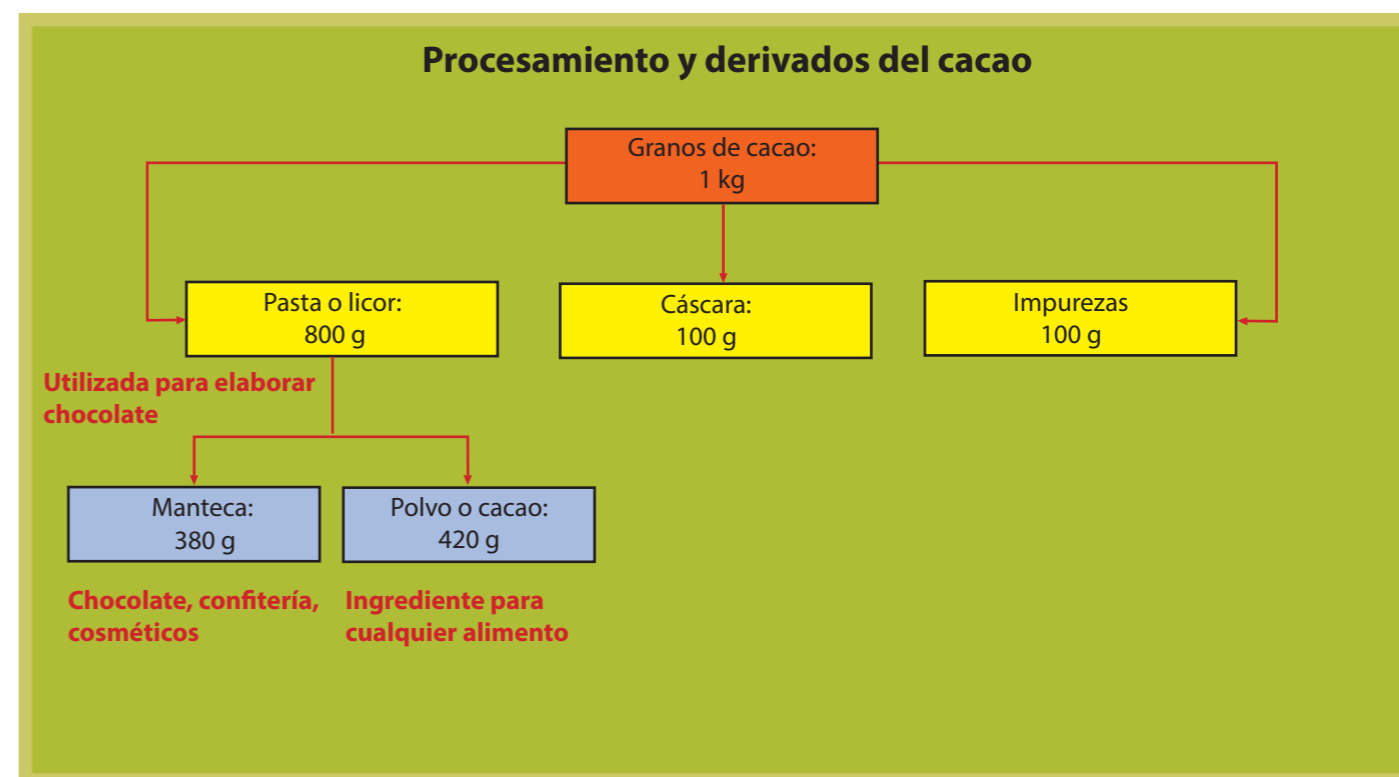 Procesamiento y derivados del cacao
Granos de cacao:
1 kg
Pasta o licor:
800 g
Cáscara:
100 g
Impurezas
100 g
Utilizada para elaborar
chocolate
Manteca:
380 g
Polvo o cacao:
420 g
Chocolate, confitería,
cosméticos
Ingrediente para
cualquier alimento